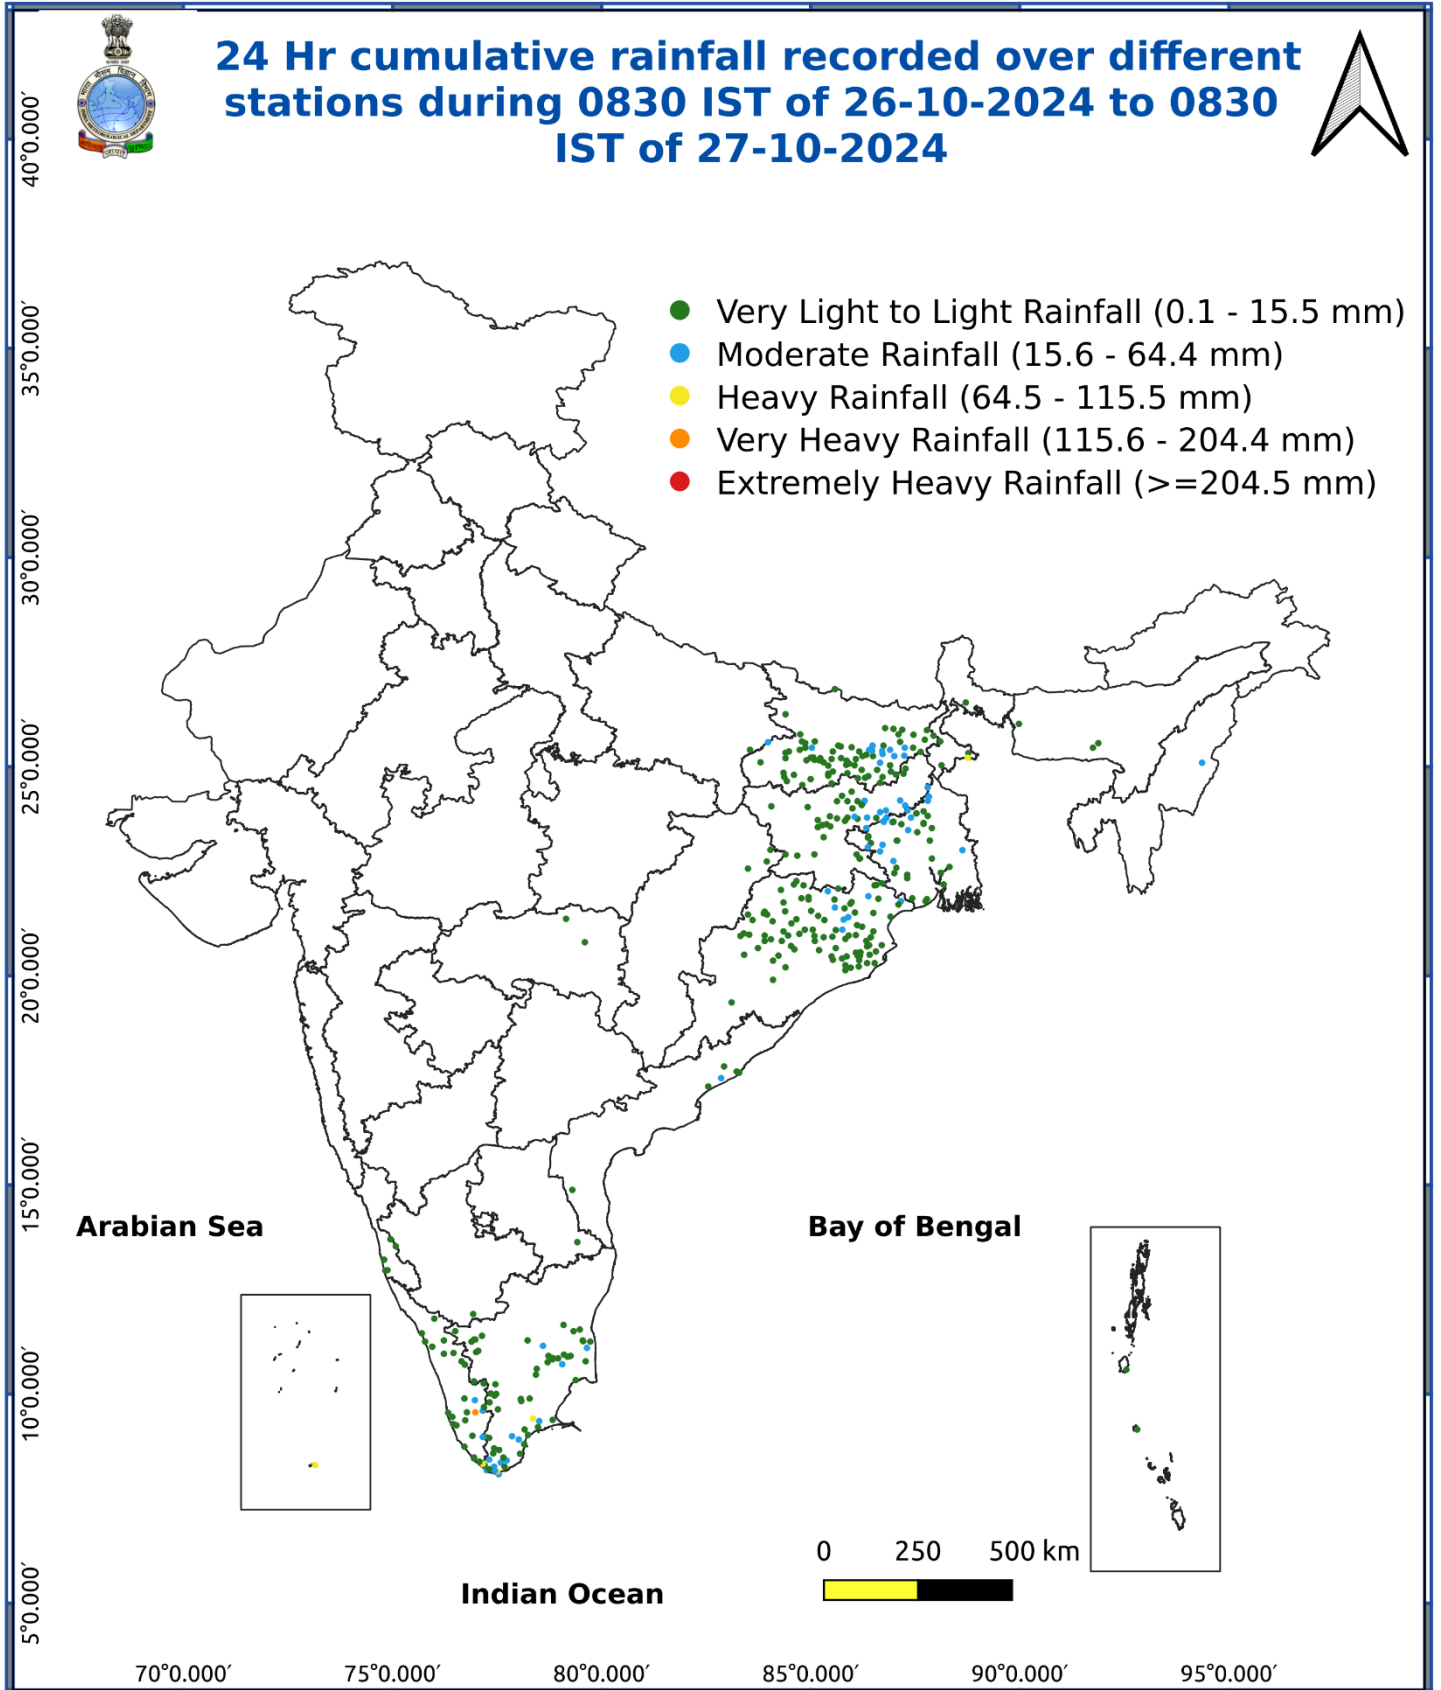 24 Hr cumulative rainfall recorded over different
stations during 0830 IST of 26-10-2024 to 0830
IST of 27-10-2024
Very Light to Light Rainfall (0.1 - 15.5 mm)
Moderate Rainfall (15.6 - 64.4 mm)
Heavy Rainfall (64.5 - 115.5 mm)
Very Heavy Rainfall (115.6 - 204.4 mm)
Extremely Heavy Rainfall (>=204.5 mm)
40°0.000′
35°0.000′
30°0.000′
25°0.000′
20°0.000′
15°0.000′
10°0.000′
5°0.000′
Arabian Sea
Bay of Bengal
Indian Ocean
0 250 500 km
70°0.000′ 75°0.000′ 80°0.000′ 85°0.000′ 90°0.000′ 95°0.000′